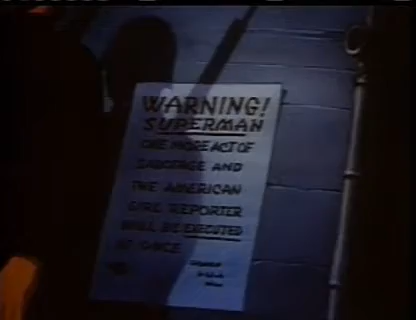 WARNING!
SUPERMAN
ONE MORE ACT OF
SABOTAGE AND
THE AMERICAN
GIRL REPORTER
WILL BE EXECUTED
AT ONCE